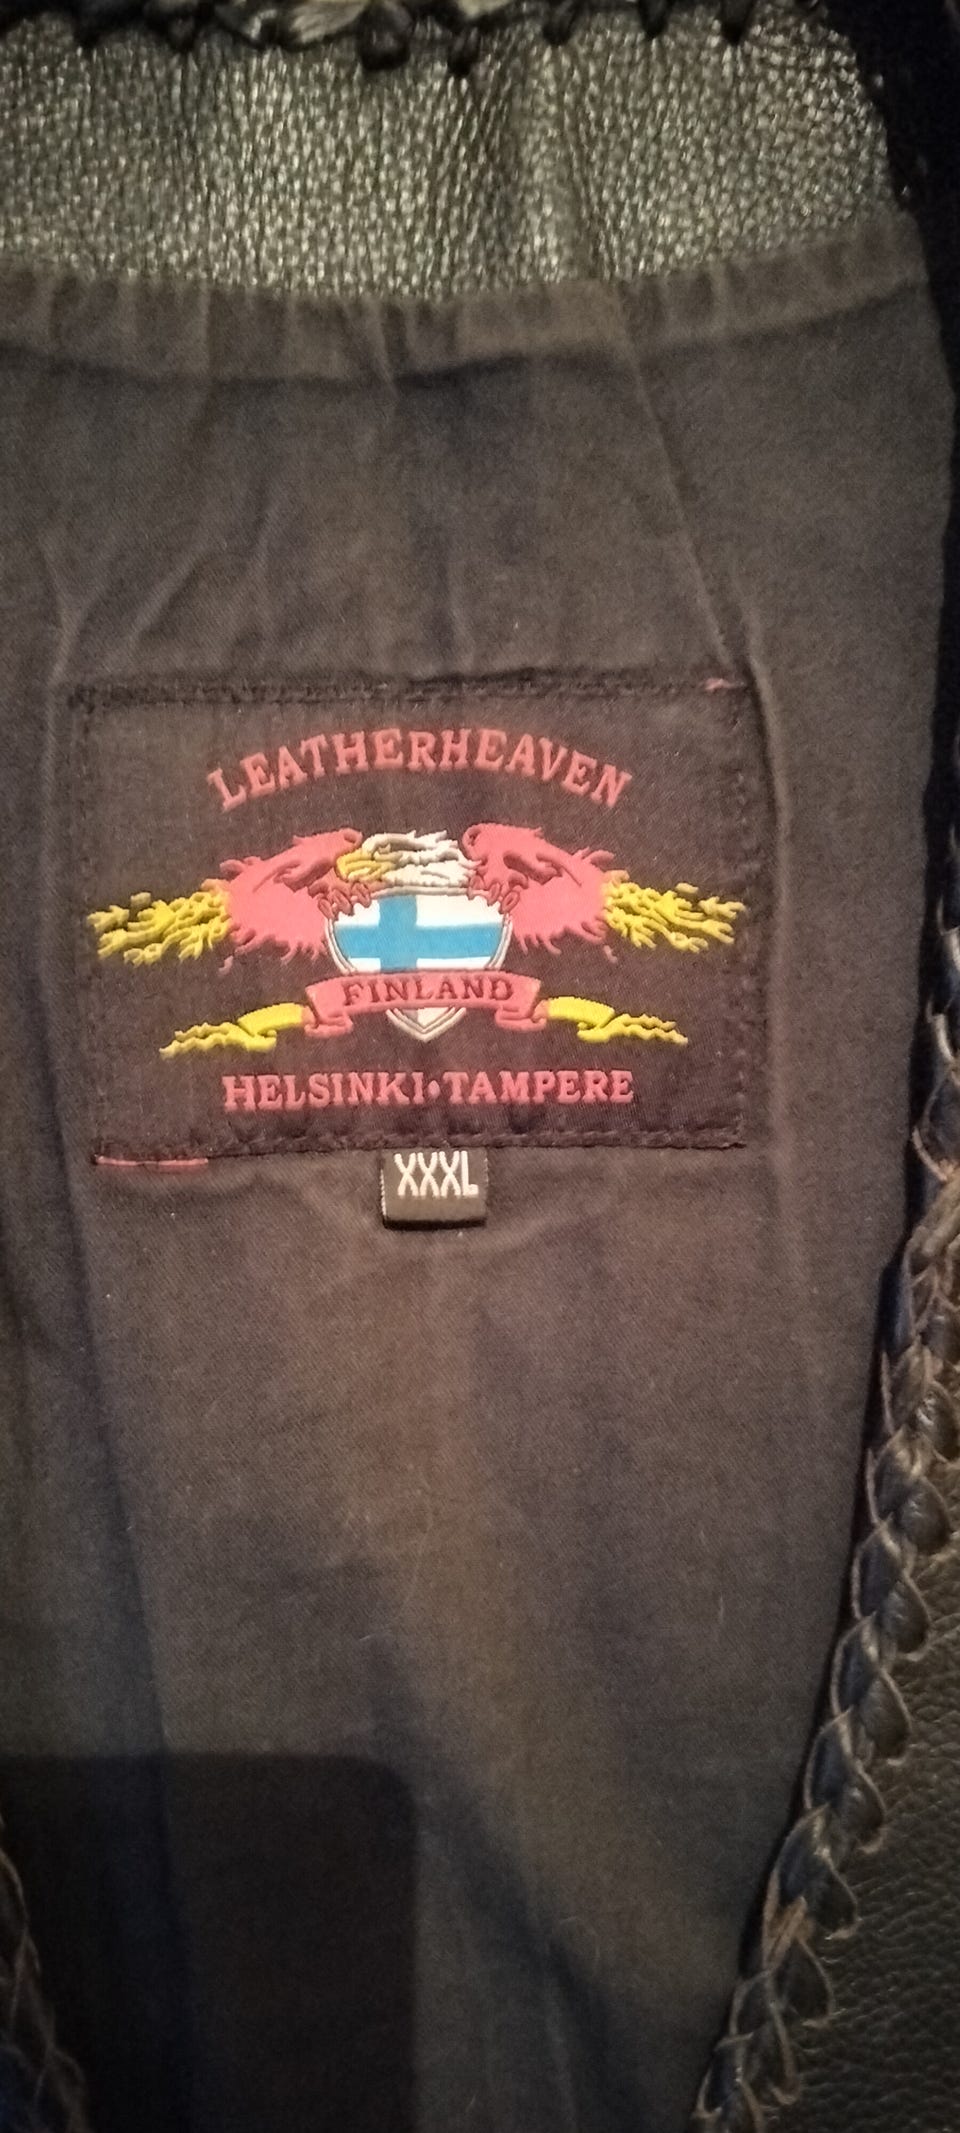 LEATHERHEAVEN
FINLAND
HELSINKI•TAMPERE
XXXL